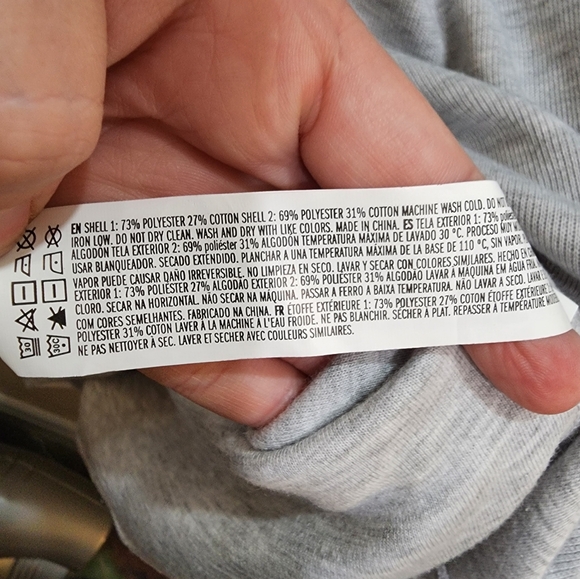 EN SHELL 1: 73% POLYESTER 27% COTTON SHELL 2: 69% POLYESTER 31% COTTON MACHINE WASH COLD. DO NOT
IRON LOW. DO NOT DRY CLEAN. WASH AND DRY WITH LIKE COLORS. MADE IN CHINA. ES TELA EXTERIOR 1: 73%
ALGODÓN TELA EXTERIOR 2: 69% poliéster 31% ALGODÓN TEMPERATURA MÁXIMA DE LAVADO 30 ºC. PROCESO MUY
USAR BLANQUEADOR. SECADO EXTENDIDO. PLANCHAR A UNA TEMPERATURA MÁXIMA DE LA BASE DE 110 ºC, SIN VAPOR.
VAPOR PUEDE CAUSAR DAÑO IRREVERSIBLE. NO LIMPIEZA EN SECO. LAVAR Y SECAR CON COLORES SIMILARES. HECHO EN
EXTERIOR 1: 73% POLIÉSTER 27% ALGODÃO EXTERIOR 2: 69% POLIÉSTER 31% ALGODÃO LAVAR À MÁQUINA EM ÁGUA
CLORO. SECAR NA HORIZONTAL. NÃO SECAR NA MÁQUINA. PASSAR A FERRO A BAIXA TEMPERATURA. NÃO LAVAR A SECO.
COM CORES SEMELHANTES. FABRICADO NA CHINA. FR ÉTOFFE EXTÉRIEURE 1: 73% POLYESTER 27% COTON ÉTOFFE
POLYESTER 31% COTON LAVER À LA MACHINE À L'EAU FROIDE. NE PAS BLANCHIR. SÉCHER À PLAT. REPASSER À TEMPÉRATURE
NE PAS NETTOYER À SEC. LAVER ET SÉCHER AVEC COULEURS SIMILAIRES.